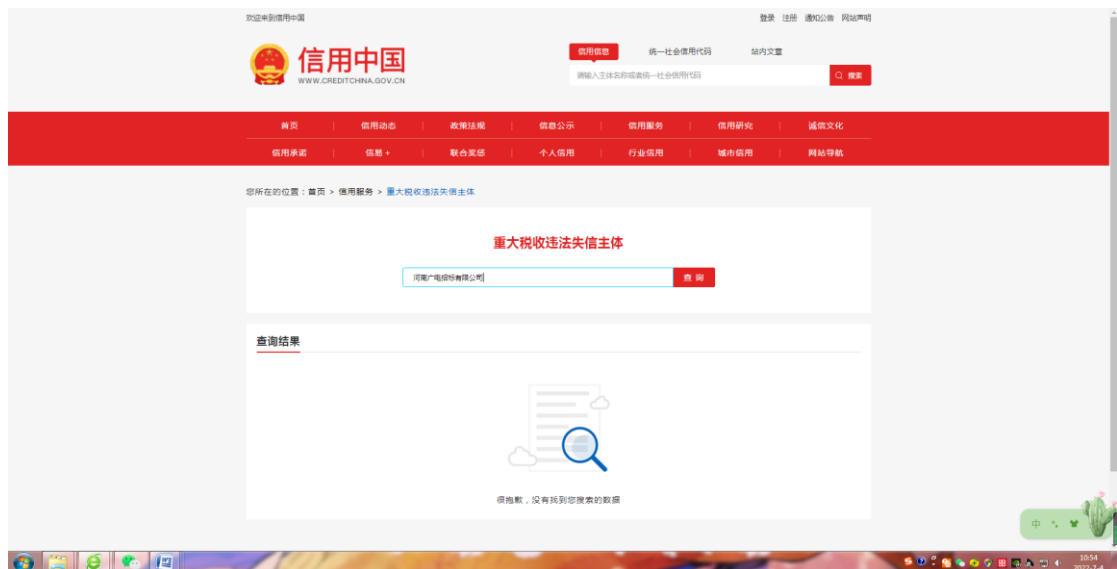 欢迎来到信用中国
登录 注册 通知公告 网站声明
信用中国
WWW.CREDITCHINA.GOV.CN
信用信息 统一社会信用代码 站内文章
请输入主体名称或者统一社会信用代码 搜索
首页 信用动态 政策法规 信息公示 信用服务 信用研究 诚信文化
信用承诺 信易+ 联合奖惩 个人信用 行业信用 城市信用 网站导航
您所在的位置：首页 > 信用服务 > 重大税收违法失信主体
重大税收违法失信主体
河南广电招标有限公司 查 询
查询结果
很抱歉，没有找到您搜索的数据
中
10:54
2022-7-4